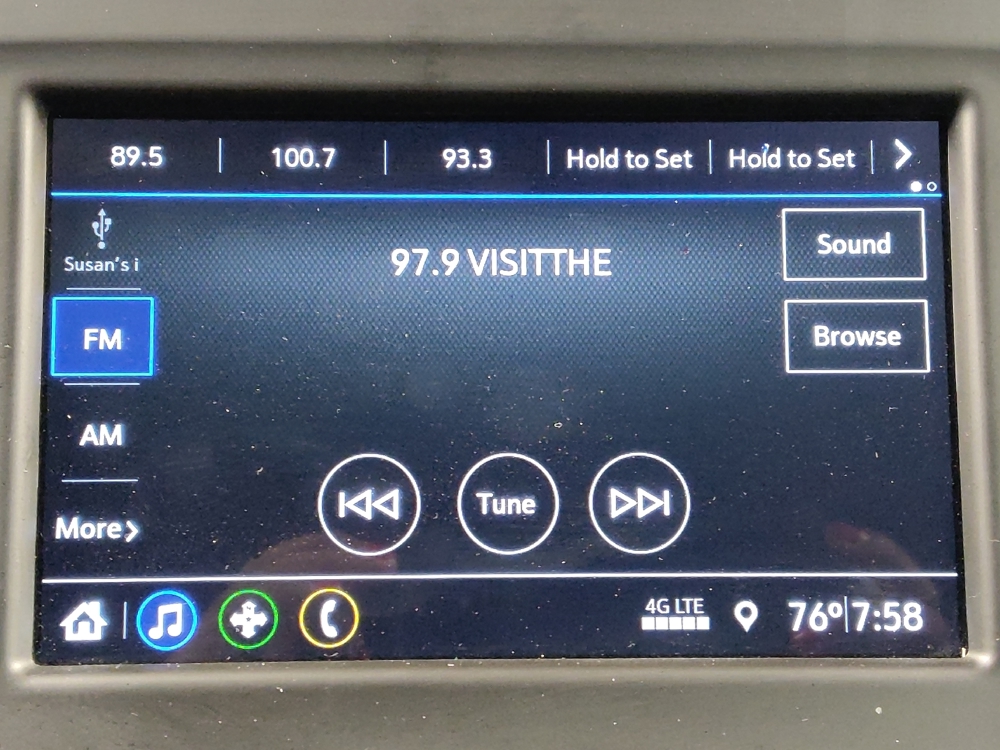 89.5 100.7 93.3 Hold to Set Hold to Set
Susan's i
97.9 VISITTHE
Sound
FM
Browse
AM
Tune
More
4G LTE
76° 7:58